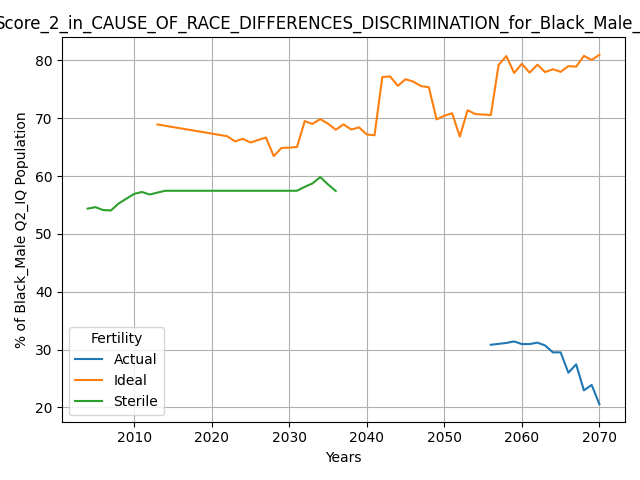 Score_2_in_CAUSE_OF_RACE_DIFFERENCES_DISCRIMINATION_for_Black_Male_
% of Black_Male Q2_IQ Population
80
70
60
50
40
30
20
Fertility
Actual
Ideal
Sterile
2010 2020 2030 2040 2050 2060 2070
Years